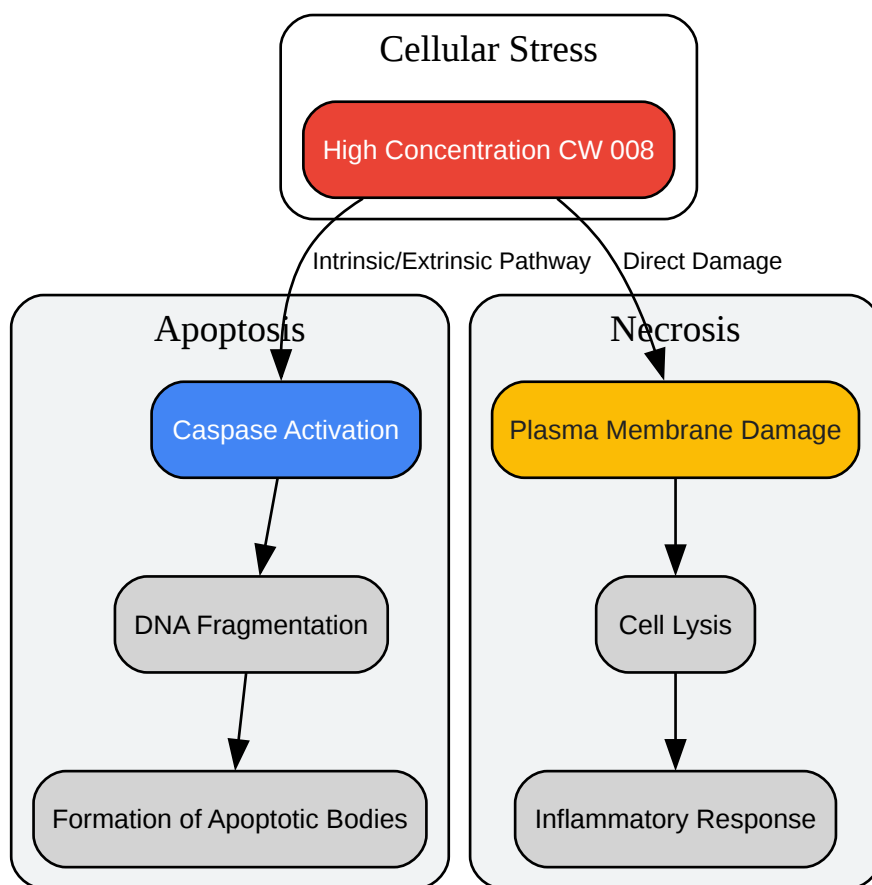 Cellular Stress
High Concentration CW 008
Intrinsic/Extrinsic Pathway
Direct Damage
Apoptosis
Necrosis
Caspase Activation
Plasma Membrane Damage
DNA Fragmentation
Cell Lysis
Formation of Apoptotic Bodies
Inflammatory Response